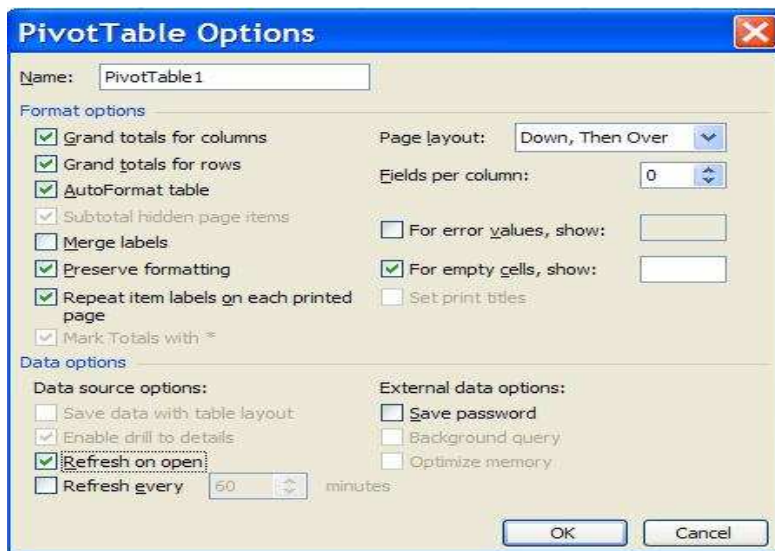 PivotTable Options
Name: PivotTable1
Format options
Grand totals for columns
Grand totals for rows
AutoFormat table
Subtotal hidden page items
Merge labels
Preserve formatting
Repeat item labels on each printed
page
Mark Totals with *
Page layout: Down, Then Over
Fields per column: 0
For error values, show:
For empty cells, show:
Set print titles
Data options
Data source options:
Save data with table layout
Enable drill to details
Refresh on open
Refresh every 60 minutes
External data options:
Save password
Background query
Optimize memory
OK Cancel